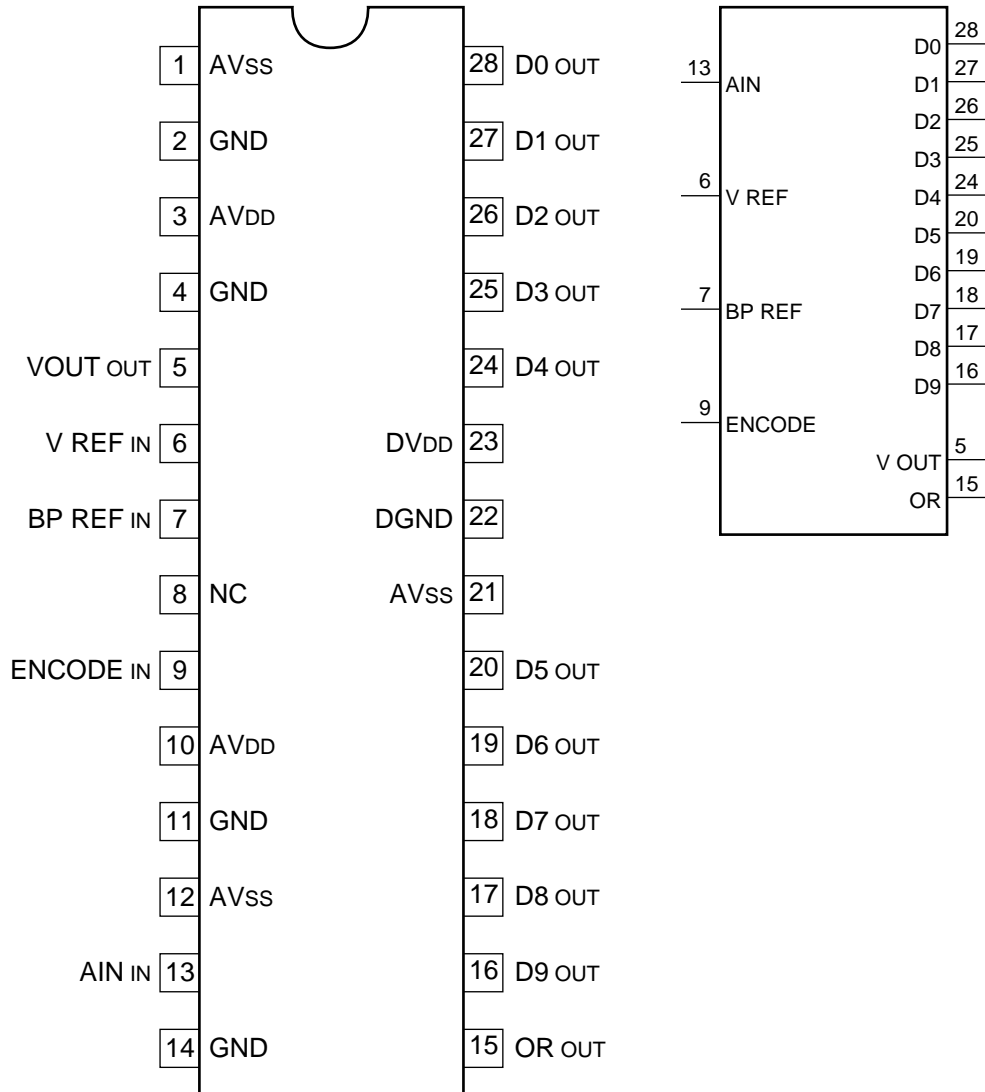 1 AVSS
2 GND
3 AVDD
4 GND
VOUT OUT 5
V REF IN 6
BP REF IN 7
8 NC
ENCODE IN 9
10 AVDD
11 GND
12 AVSS
AIN IN 13
14 GND
28 D0 OUT
27 D1 OUT
26 D2 OUT
25 D3 OUT
24 D4 OUT
DVDD 23
DGND 22
AVSS 21
20 D5 OUT
19 D6 OUT
18 D7 OUT
17 D8 OUT
16 D9 OUT
15 OR OUT
13 AIN
6 V REF
7 BP REF
9 ENCODE
D0 28
D1 27
D2 26
D3 25
D4 24
D5 20
D6 19
D7 18
D8 17
D9 16
V OUT 5
OR 15